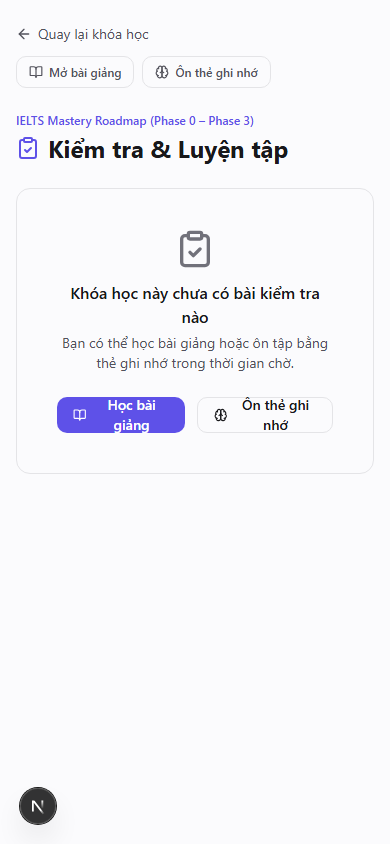 Quay lại khóa học
Mở bài giảng
Ôn thẻ ghi nhớ
IELTS Mastery Roadmap (Phase 0 – Phase 3)
Kiểm tra & Luyện tập
Khóa học này chưa có bài kiểm tra
nào
Bạn có thể học bài giảng hoặc ôn tập bằng
thẻ ghi nhớ trong thời gian chờ.
Học bài
giảng
Ôn thẻ ghi
nhớ
N